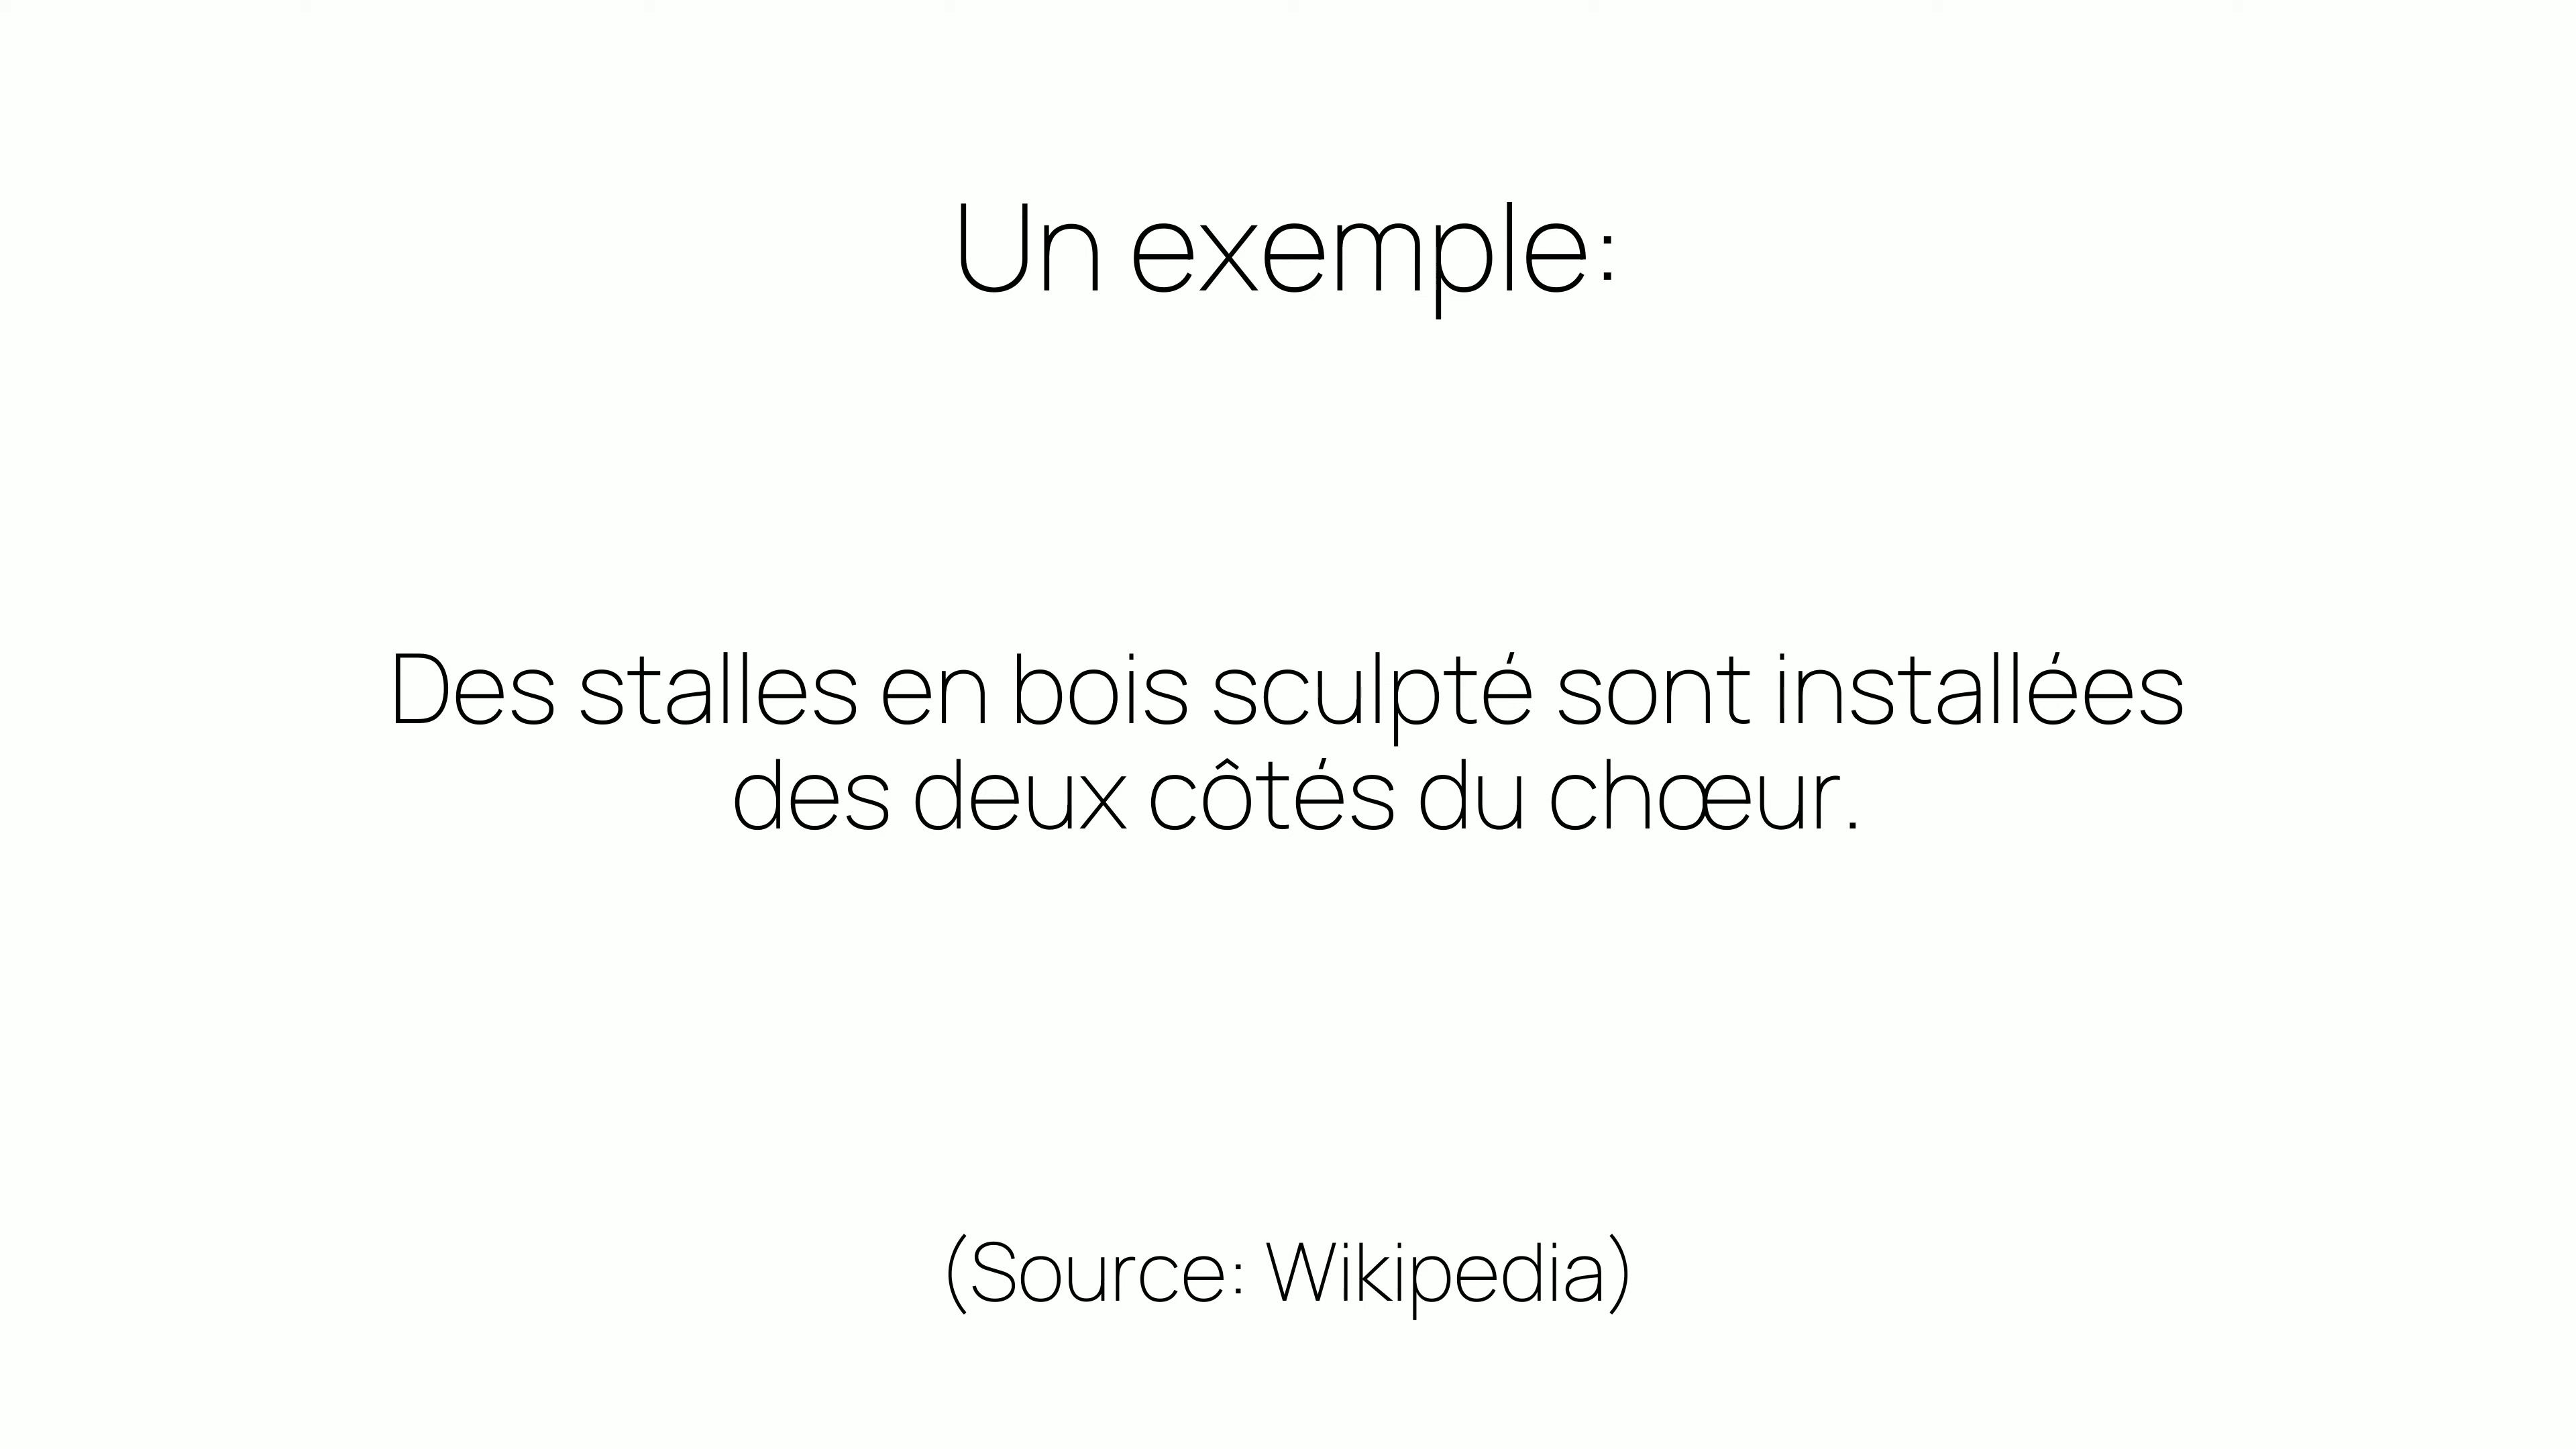 Un exemple:
Des stalles en bois sculpté sont installées
des deux côtés du chœur.
(Source: Wikipedia)